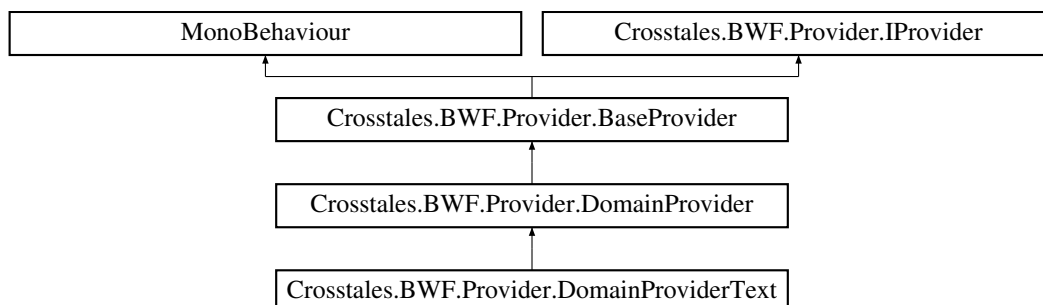 MonoBehaviour
Crosstales.BWF.Provider.IProvider
Crosstales.BWF.Provider.BaseProvider
Crosstales.BWF.Provider.DomainProvider
Crosstales.BWF.Provider.DomainProviderText